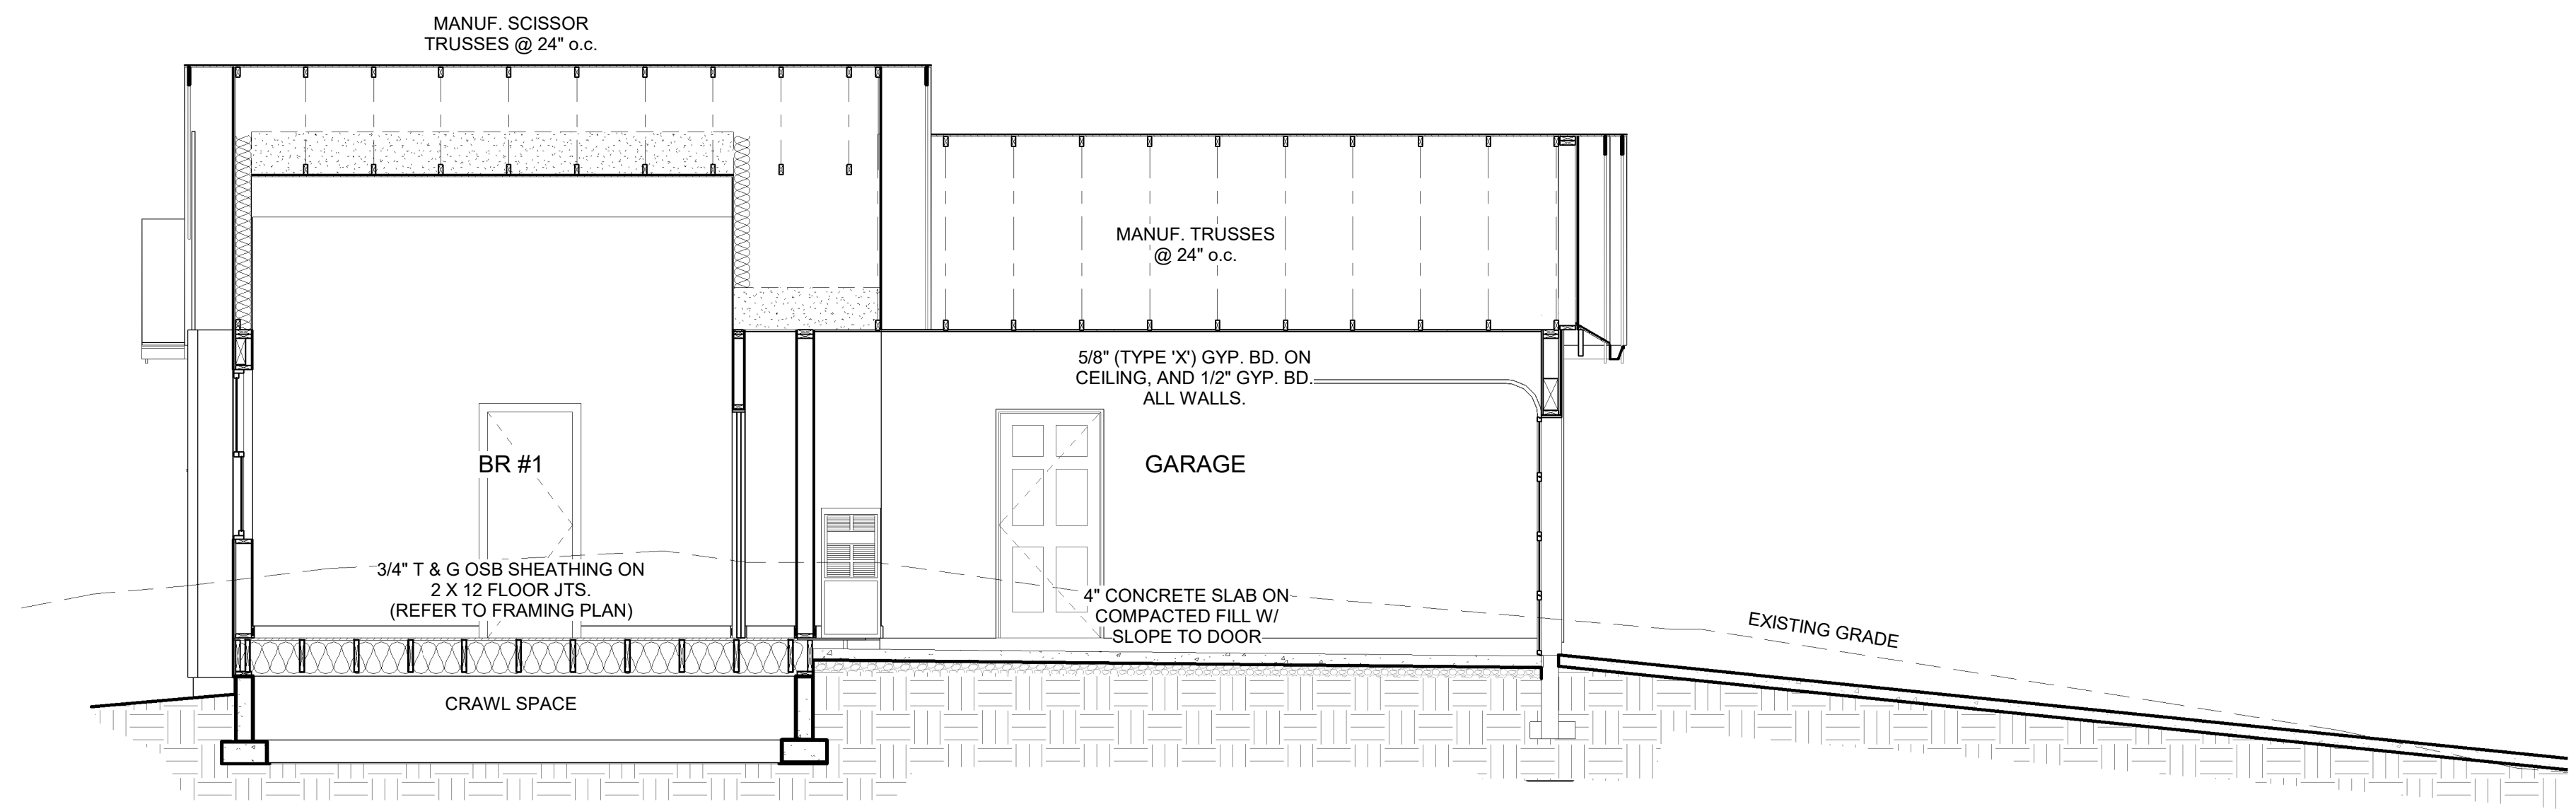 MANUF. SCISSOR
TRUSSES @ 24" o.c.
MANUF. TRUSSES
@ 24" o.c.
5/8" (TYPE 'X') GYP. BD. ON
CEILING, AND 1/2" GYP. BD.
ALL WALLS.
BR #1
GARAGE
3/4" T & G OSB SHEATHING ON
2 X 12 FLOOR JTS.
(REFER TO FRAMING PLAN)
4" CONCRETE SLAB ON
COMPACTED FILL W/
SLOPE TO DOOR
EXISTING GRADE
CRAWL SPACE